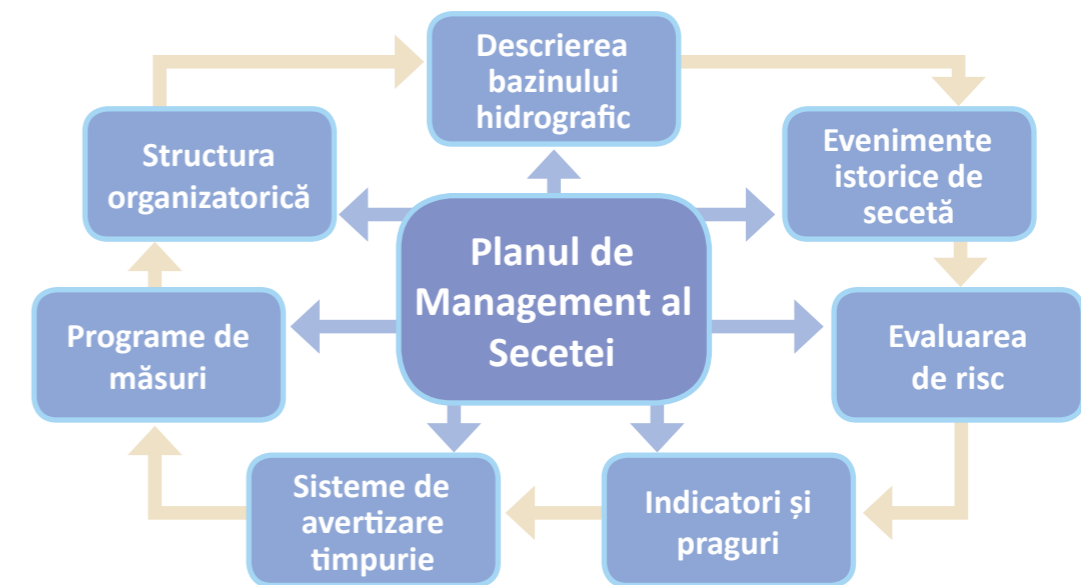 Descrierea
bazinului
hidrografic
Evenimente
istorice de
secetă
Evaluarea
de risc
Indicatori și
praguri
Sisteme de
avertizare
timpurie
Programe de
măsuri
Structura
organizatorică
Planul de
Management al
Secetei